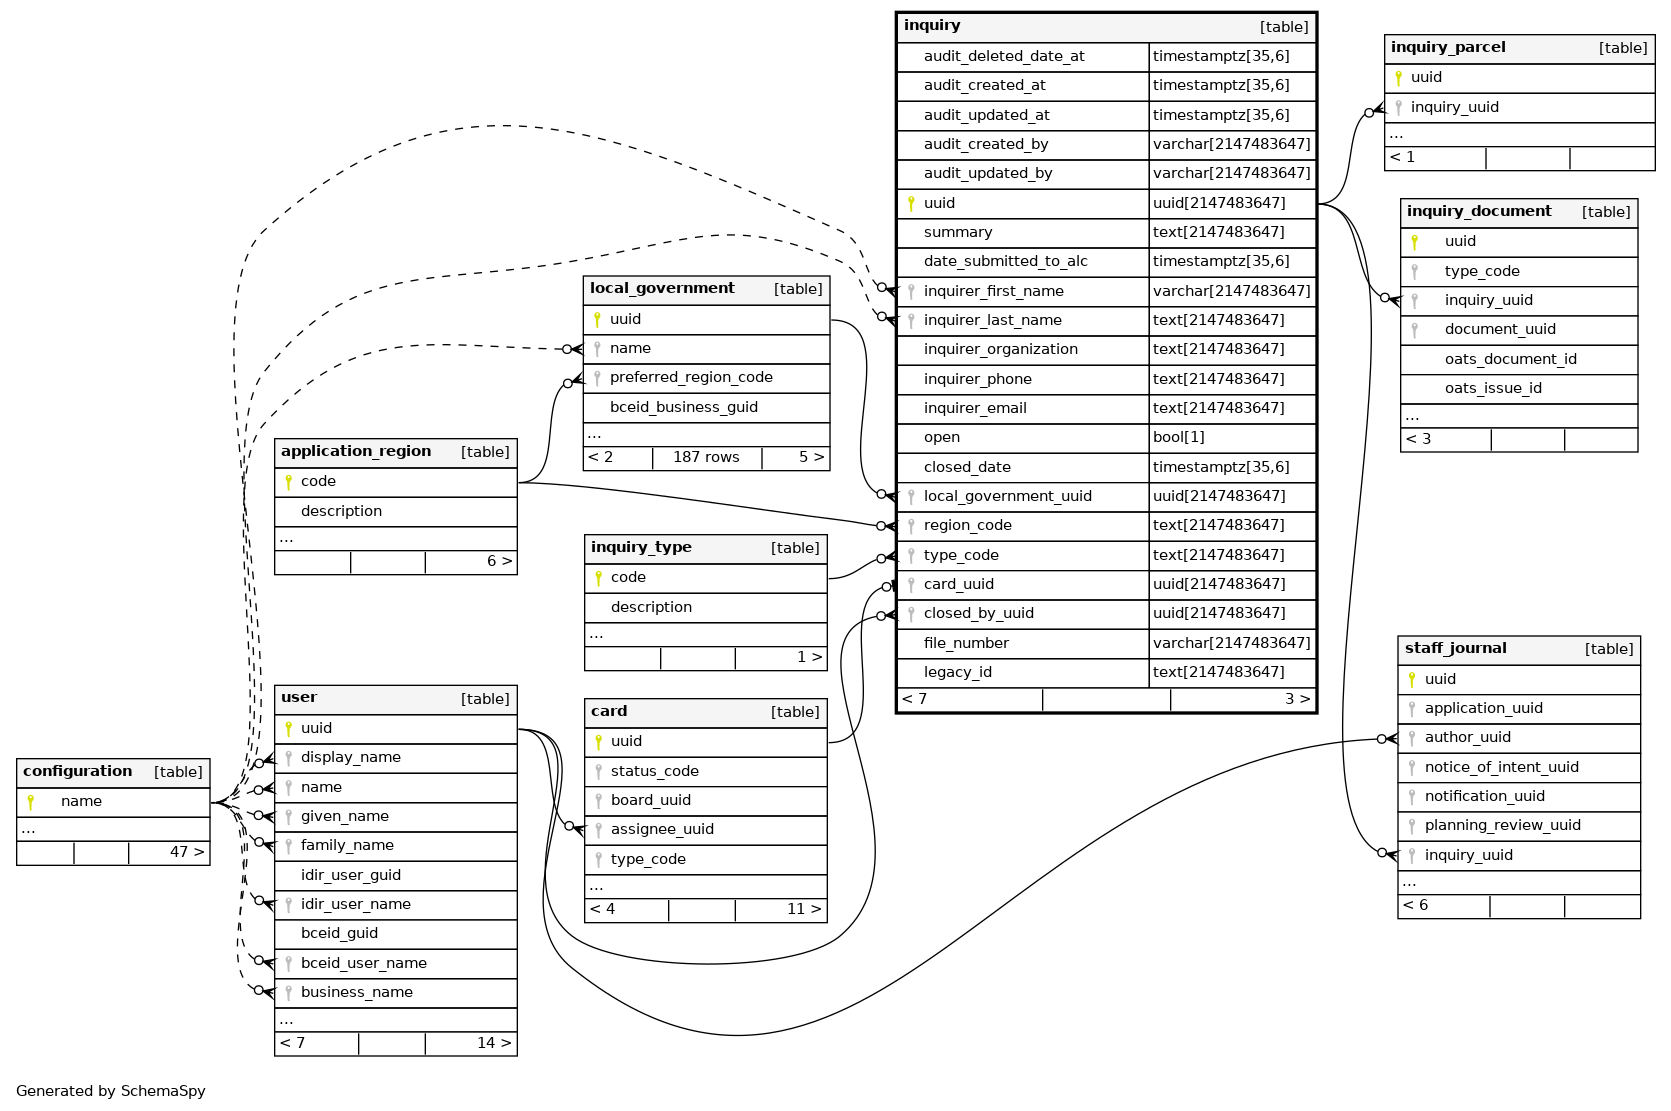 inquiry [table]
audit_deleted_date_at timestamptz[35,6]
audit_created_at timestamptz[35,6]
audit_updated_at timestamptz[35,6]
audit_created_by varchar[2147483647]
audit_updated_by varchar[2147483647]
uuid uuid[2147483647]
summary text[2147483647]
date_submitted_to_alc timestamptz[35,6]
inquirer_first_name varchar[2147483647]
inquirer_last_name text[2147483647]
inquirer_organization text[2147483647]
inquirer_phone text[2147483647]
inquirer_email text[2147483647]
open bool[1]
closed_date timestamptz[35,6]
local_government_uuid uuid[2147483647]
region_code text[2147483647]
type_code text[2147483647]
card_uuid uuid[2147483647]
closed_by_uuid uuid[2147483647]
file_number varchar[2147483647]
legacy_id text[2147483647]
< 7 3 >
inquiry_parcel [table]
uuid
inquiry_uuid
...
< 1
inquiry_document [table]
uuid
type_code
inquiry_uuid
document_uuid
oats_document_id
oats_issue_id
...
< 3
local_government [table]
uuid
name
preferred_region_code
bceid_business_guid
...
< 2 187 rows 5 >
application_region [table]
code
description
...
6 >
inquiry_type [table]
code
description
...
1 >
staff_journal [table]
uuid
application_uuid
author_uuid
notice_of_intent_uuid
notification_uuid
planning_review_uuid
inquiry_uuid
...
< 6
user [table]
uuid
display_name
name
given_name
family_name
idir_user_guid
idir_user_name
bceid_guid
bceid_user_name
business_name
...
< 7 14 >
card [table]
uuid
status_code
board_uuid
assignee_uuid
type_code
...
< 4 11 >
configuration [table]
name
...
47 >
Generated by SchemaSpy